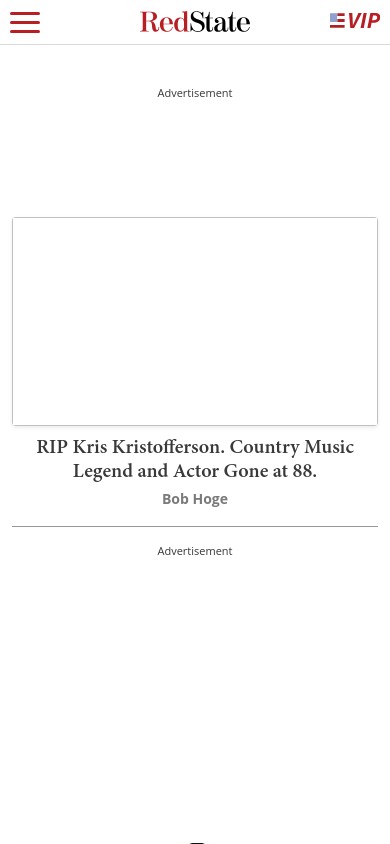 RedState
VIP
Advertisement
RIP Kris Kristofferson. Country Music
Legend and Actor Gone at 88.
Bob Hoge
Advertisement